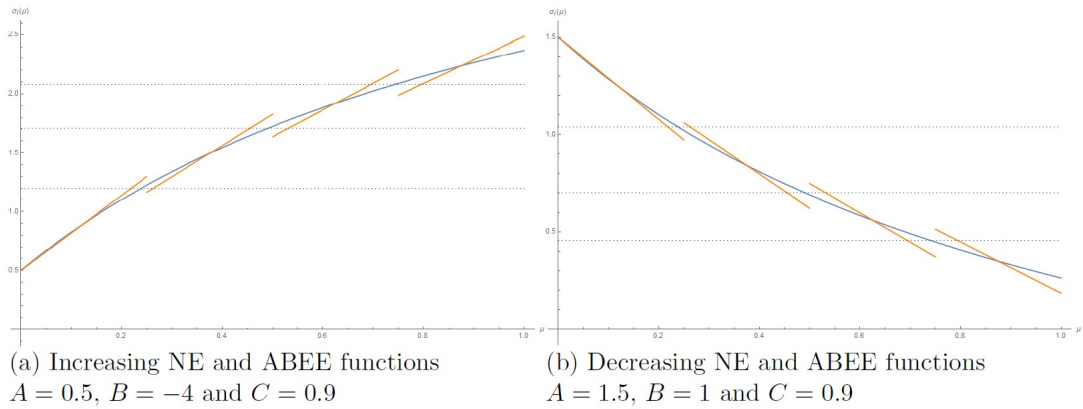 σᵢ(μ)
2.5
2.0
1.5
1.0
0.5
0.2
0.4
0.6
0.8
1.0
μ
(a) Increasing NE and ABEE functions
A = 0.5, B = −4 and C = 0.9
σᵢ(μ)
1.5
1.0
0.5
0.2
0.4
0.6
0.8
1.0
μ
(b) Decreasing NE and ABEE functions
A = 1.5, B = 1 and C = 0.9